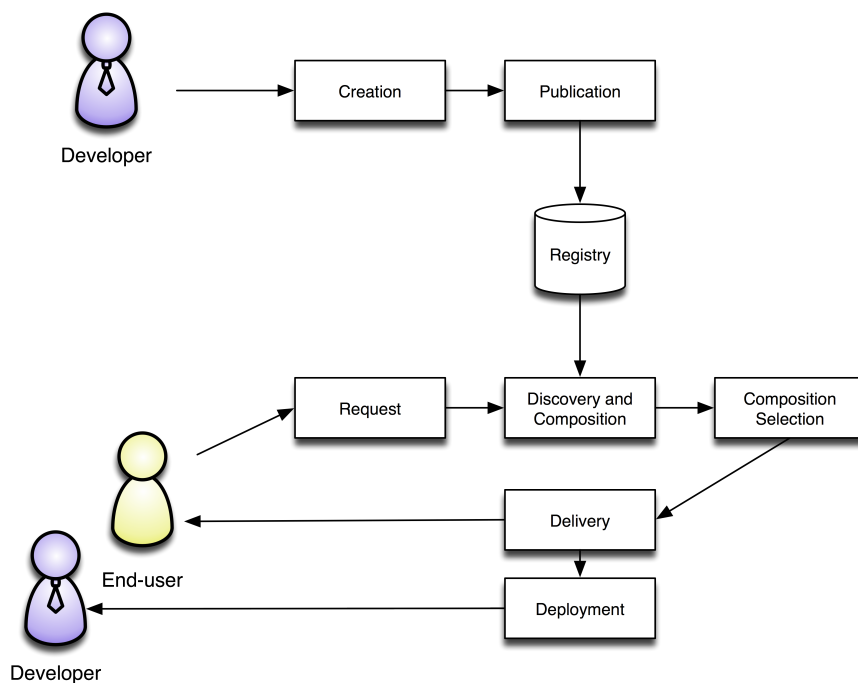 Developer
Creation
Publication
Registry
Request
Discovery and
Composition
Composition
Selection
End-user
Delivery
Deployment
Developer